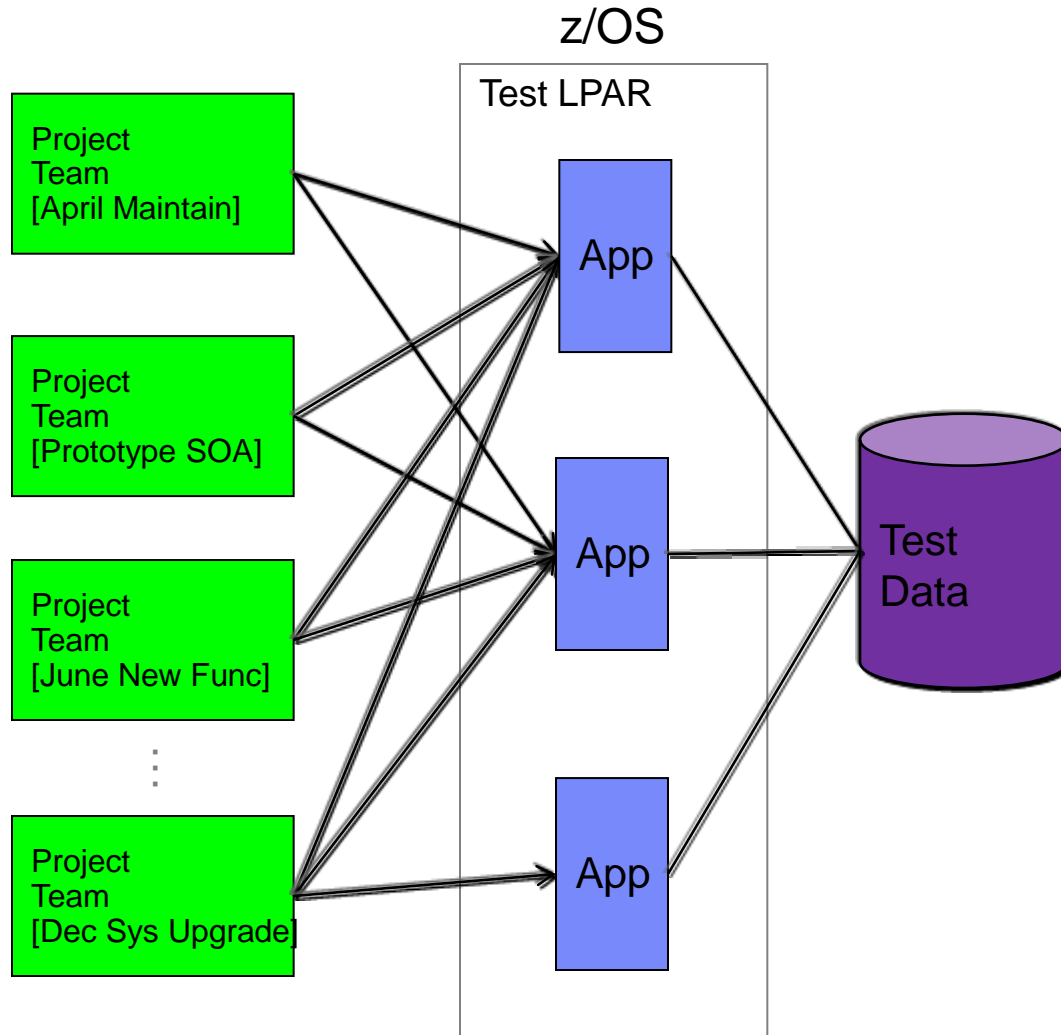 z/OS
Test LPAR
Project
Team
[April Maintain]
App
Project
Team
[Prototype SOA]
App
Test
Data
Project
Team
[June New Func]
...
Project
Team
[Dec Sys Upgrade]
App